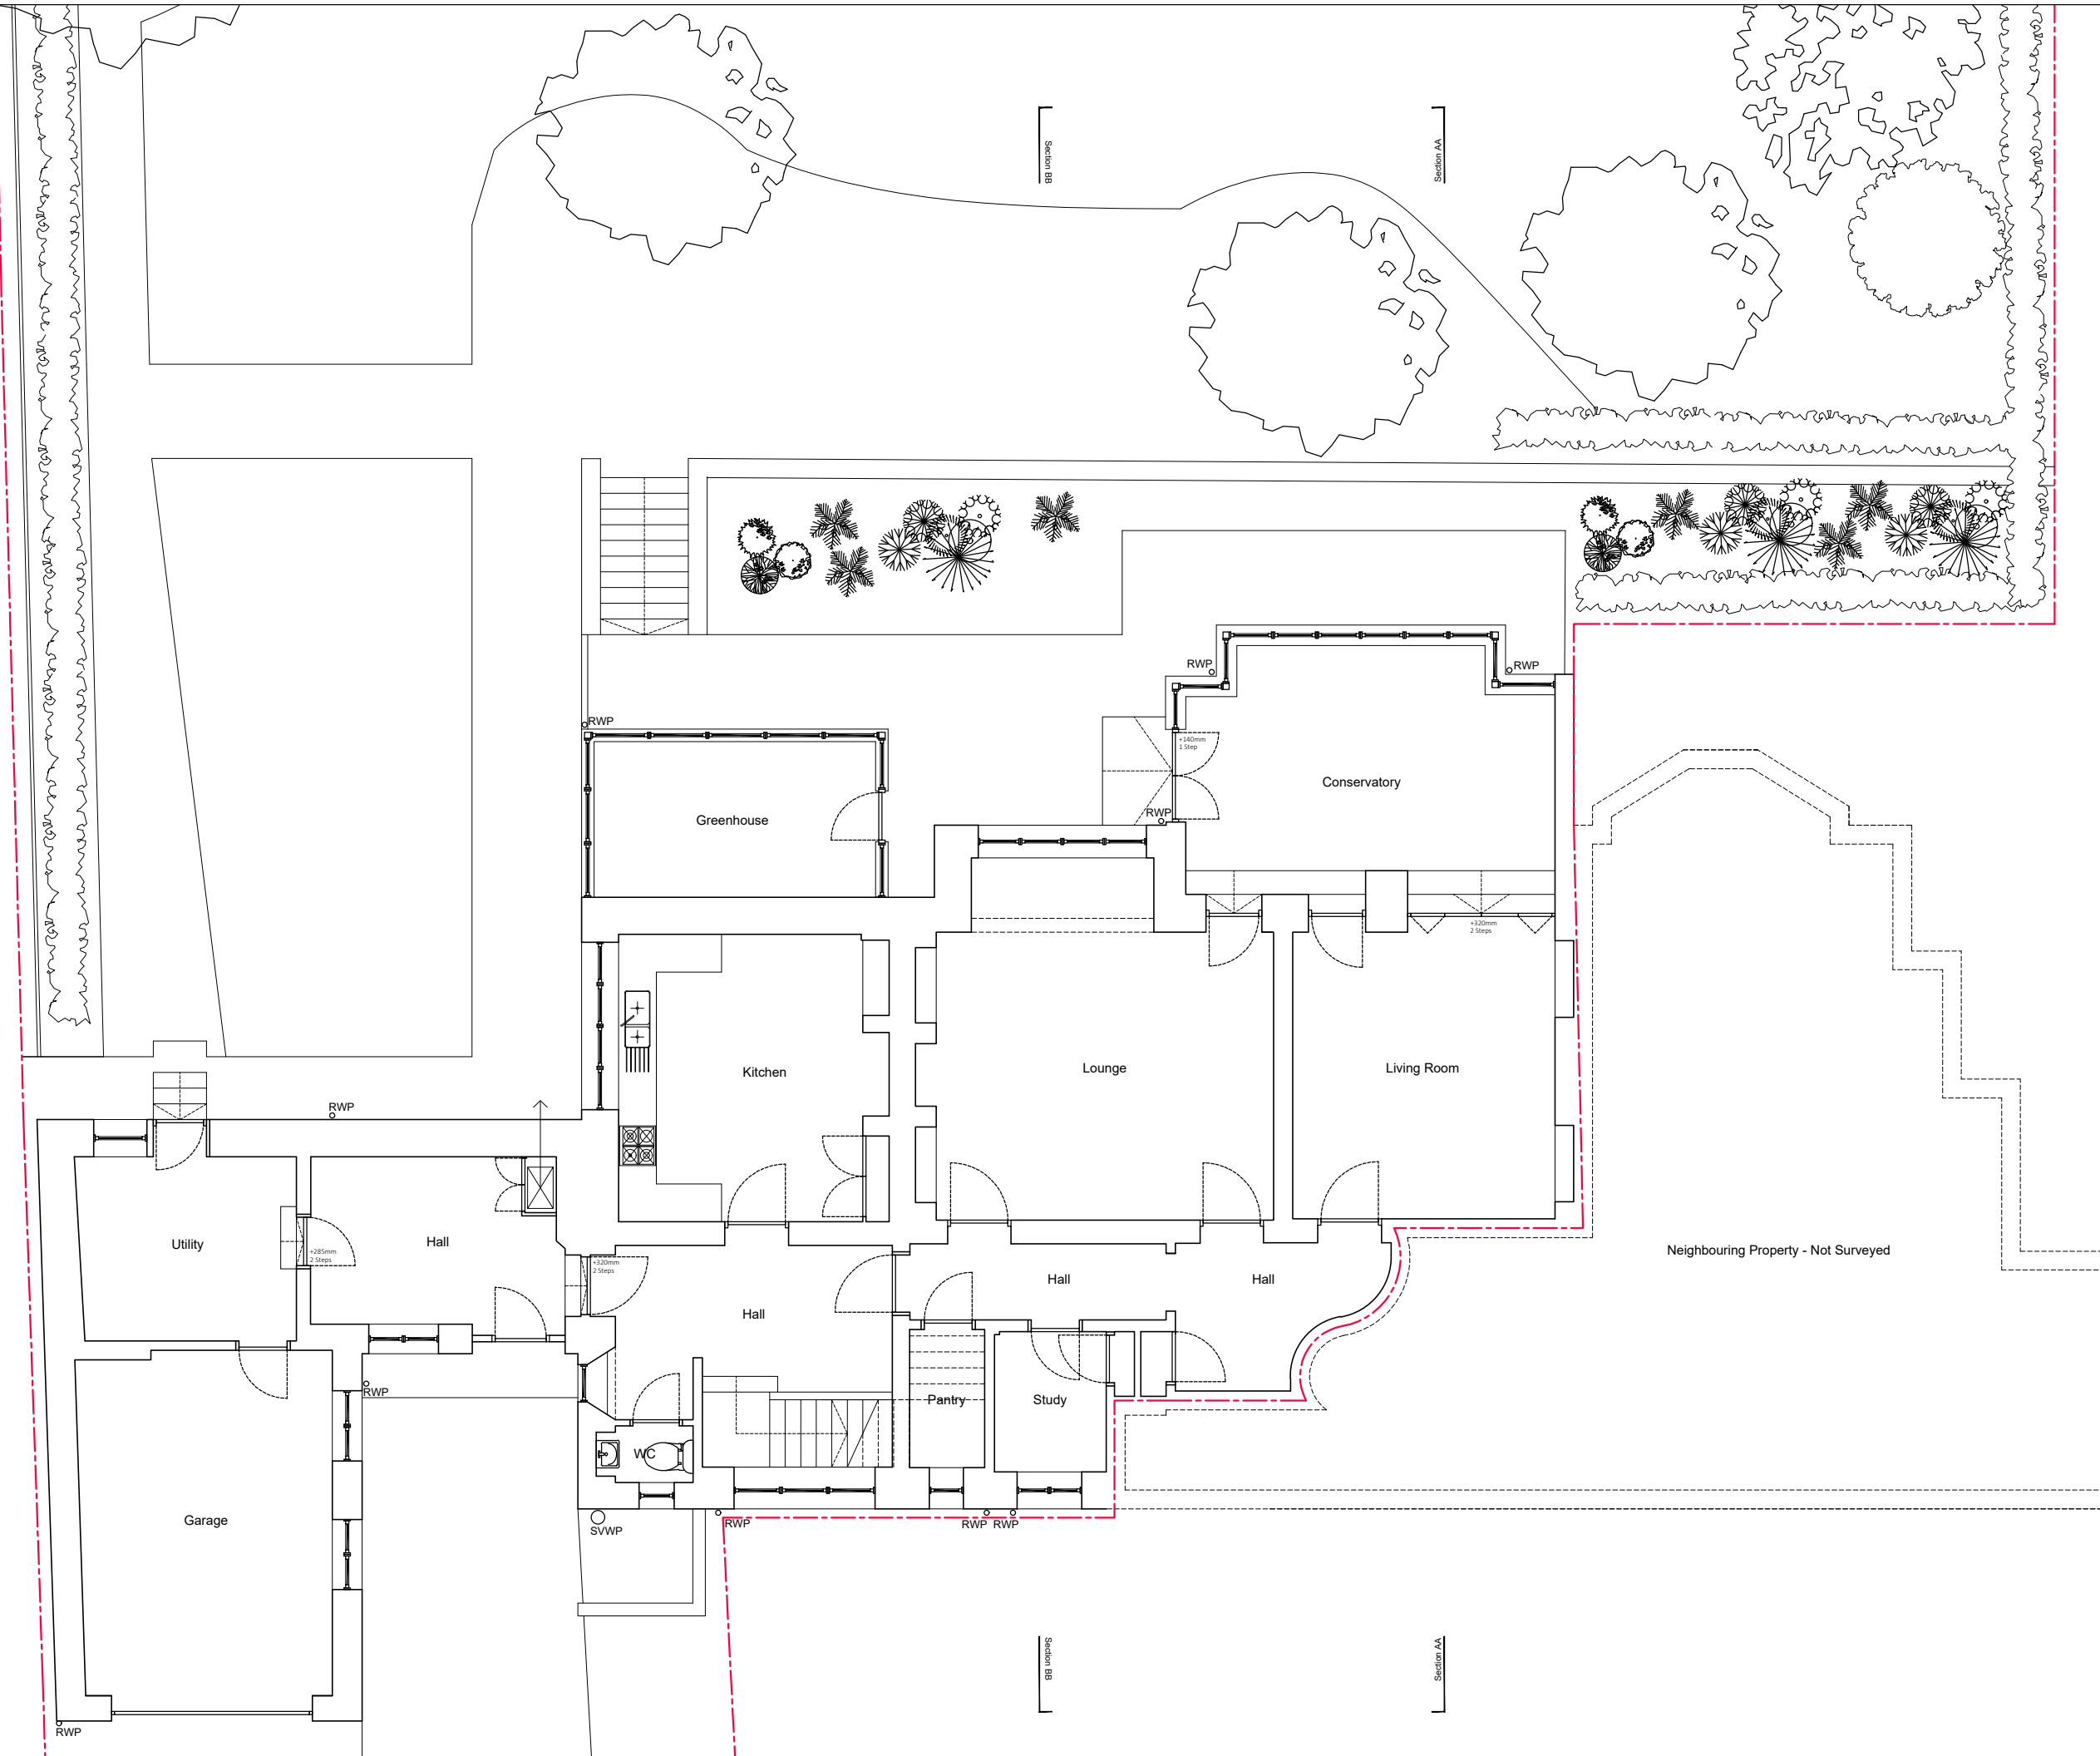 Section BB
Section AA
RWP
RWP
RWP
+140mm
1 Step
Conservatory
RWP
Greenhouse
+320mm
2 Steps
Kitchen
Lounge
Living Room
RWP
Utility
Hall
+285mm
2 Steps
+320mm
2 Steps
Hall
Hall
Hall
Neighbouring Property - Not Surveyed
RWP
Pantry
Study
WC
Garage
SVWP
RWP
RWP
RWP
Section BB
Section AA
RWP